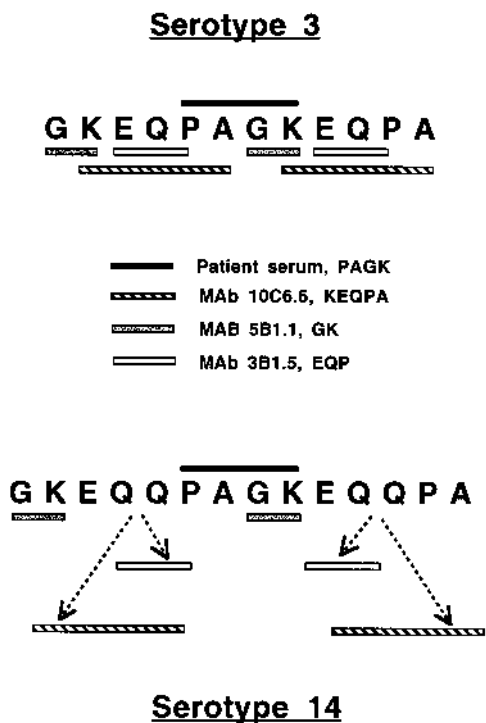 Serotype 3
G K E Q P A G K E Q P A
Patient serum, PAGK
MAb 10C6.6, KEQPA
MAB 5B1.1, GK
MAb 3B1.5, EQP
G K E Q Q P A G K E Q Q P A
Serotype 14